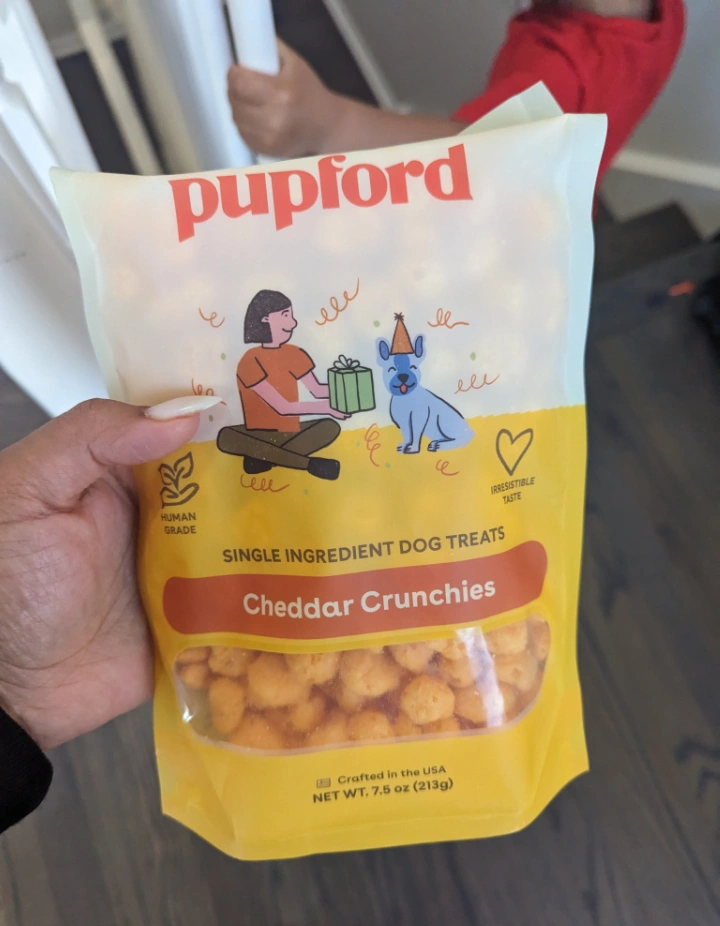 pupford
HUMAN
GRADE
IRRESISTIBLE
TASTE
SINGLE INGREDIENT DOG TREATS
Cheddar Crunchies
Crafted in the USA
NET WT. 7.5 oz (213g)